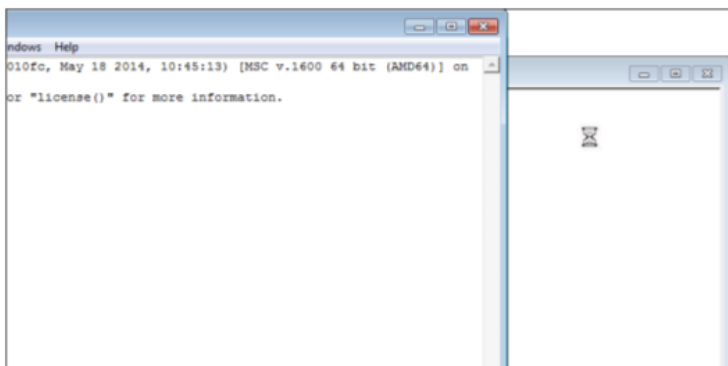 ndows Help
010fc, May 18 2014, 10:45:13) [MSC v.1600 64 bit (AMD64)] on
or "license()" for more information.